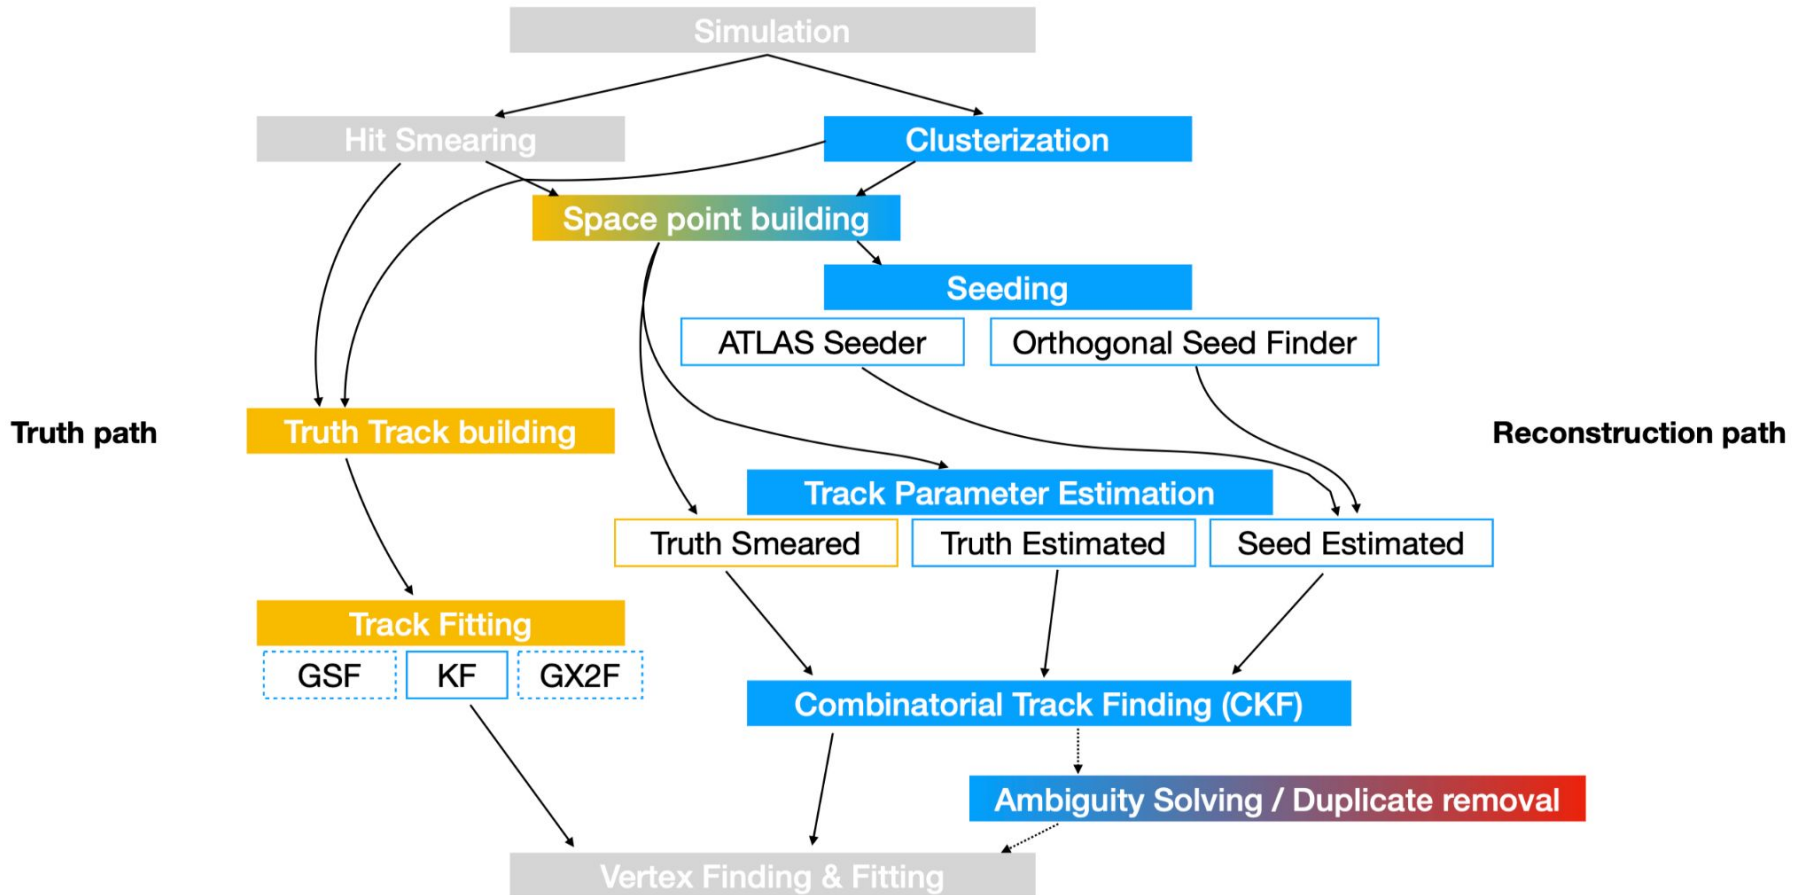 Simulation
Hit Smearing
Clusterization
Space point building
Seeding
ATLAS Seeder
Orthogonal Seed Finder
Truth path
Truth Track building
Reconstruction path
Track Parameter Estimation
Truth Smeared
Truth Estimated
Seed Estimated
Track Fitting
GSF
KF
GX2F
Combinatorial Track Finding (CKF)
Ambiguity Solving / Duplicate removal
Vertex Finding & Fitting